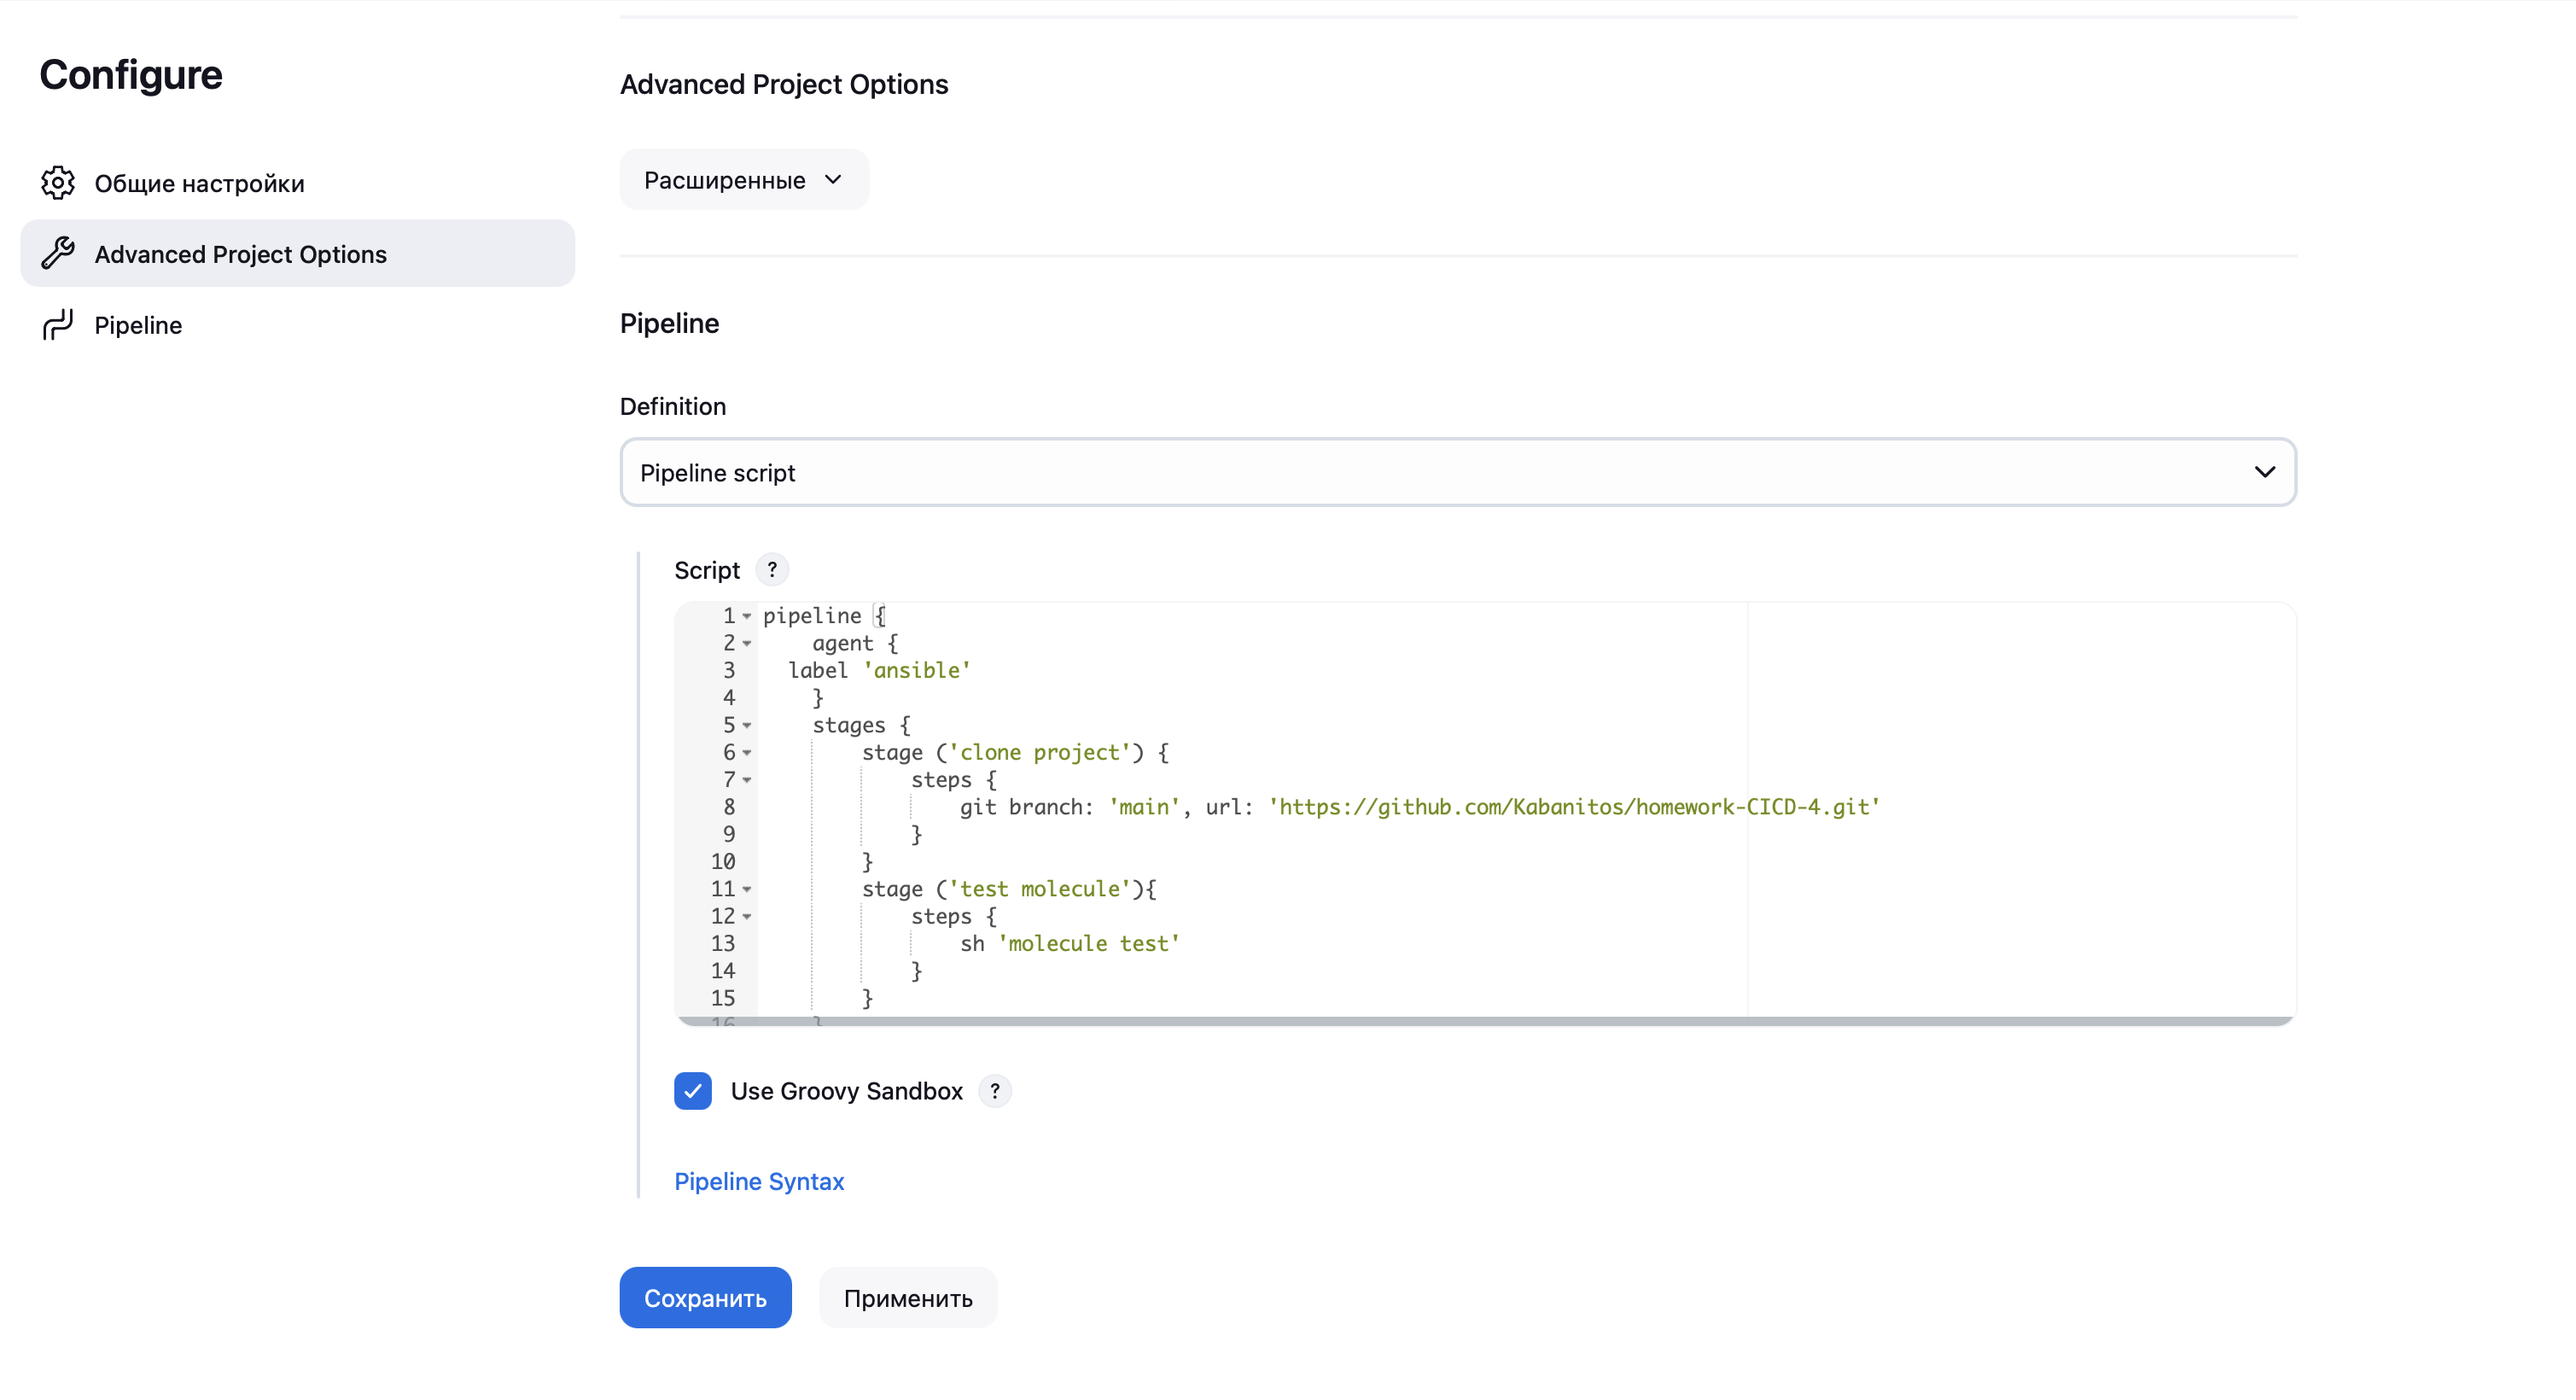 Configure
Общие настройки
Advanced Project Options
Pipeline
Advanced Project Options
Расширенные
Pipeline
Definition
Pipeline script
Script ?
1 pipeline {
2     agent {
3   label 'ansible'
4     }
5     stages {
6         stage ('clone project') {
7             steps {
8                 git branch: 'main', url: 'https://github.com/Kabanitos/homework-CICD-4.git'
9             }
10         }
11         stage ('test molecule'){
12             steps {
13                 sh 'molecule test'
14             }
15         }
16     }
Use Groovy Sandbox ?
Pipeline Syntax
Сохранить
Применить